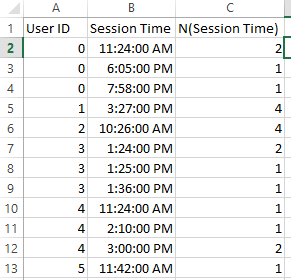 A B C
1 User ID Session Time N(Session Time)
2 0 11:24:00 AM 2
3 0 6:05:00 PM 1
4 0 7:58:00 PM 1
5 1 3:27:00 PM 4
6 2 10:26:00 AM 4
7 3 1:24:00 PM 2
8 3 1:25:00 PM 1
9 3 1:36:00 PM 1
10 4 11:24:00 AM 1
11 4 2:10:00 PM 1
12 4 3:00:00 PM 2
13 5 11:42:00 AM 1